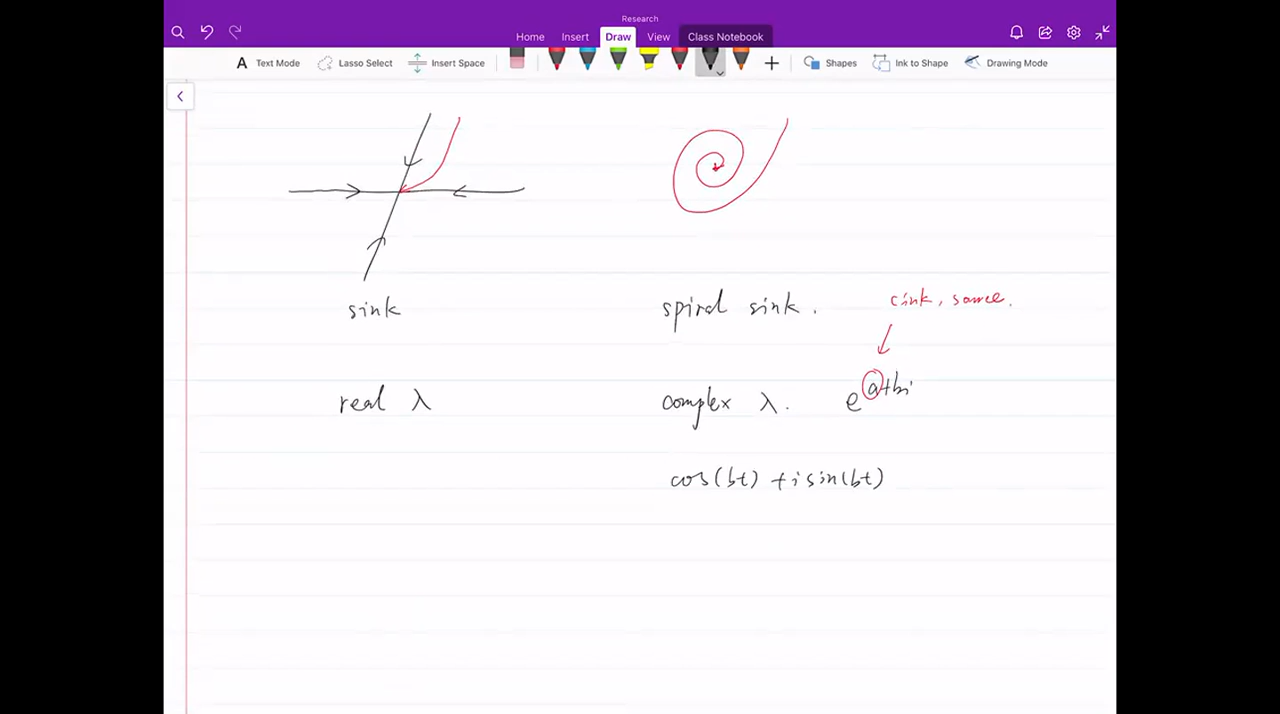 Research
Home Insert Draw View Class Notebook
A Text Mode Lasso Select Insert Space Shapes Ink to Shape Drawing Mode
sink
spiral sink.
cink, source.
real λ
complex λ. e^a+bi
cos(bt) + i sin(bt)